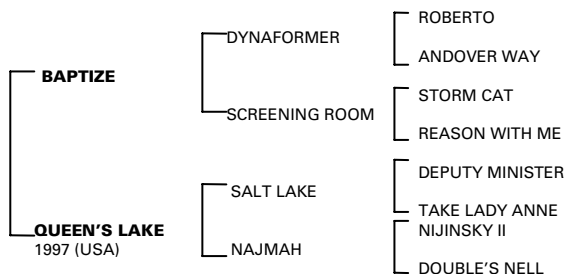 ROBERTO
DYNAFORMER
ANDOVER WAY
BAPTIZE
STORM CAT
SCREENING ROOM
REASON WITH ME
DEPUTY MINISTER
SALT LAKE
TAKE LADY ANNE
QUEEN'S LAKE
1997 (USA)
NIJINSKY II
NAJMAH
DOUBLE'S NELL